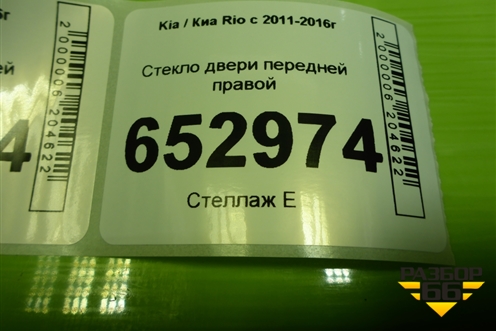 Kia / Киа Rio с 2011-2016г
Стекло двери передней
правой
652974
Стеллаж Е
2000006204622
2000006204622
РАЗБОР
66